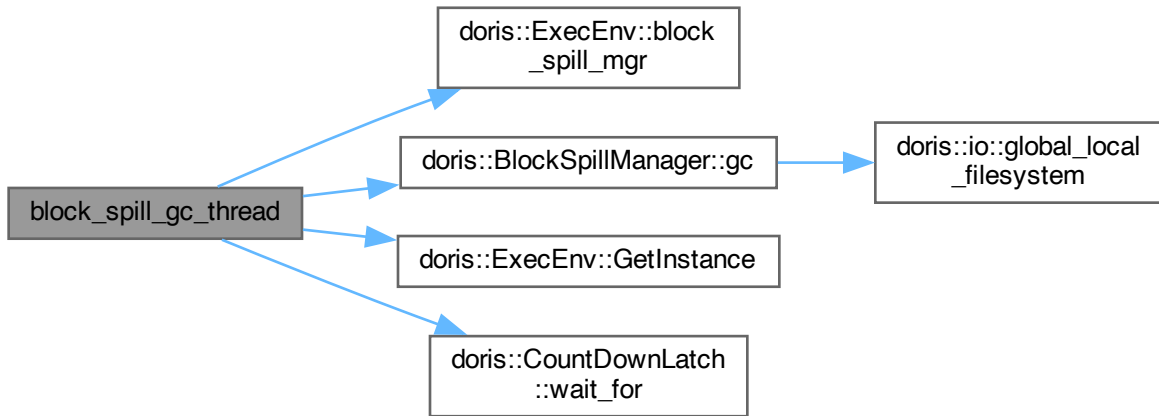 doris::ExecEnv::block
_spill_mgr
doris::BlockSpillManager::gc
doris::io::global_local
_filesystem
block_spill_gc_thread
doris::ExecEnv::GetInstance
doris::CountDownLatch
::wait_for